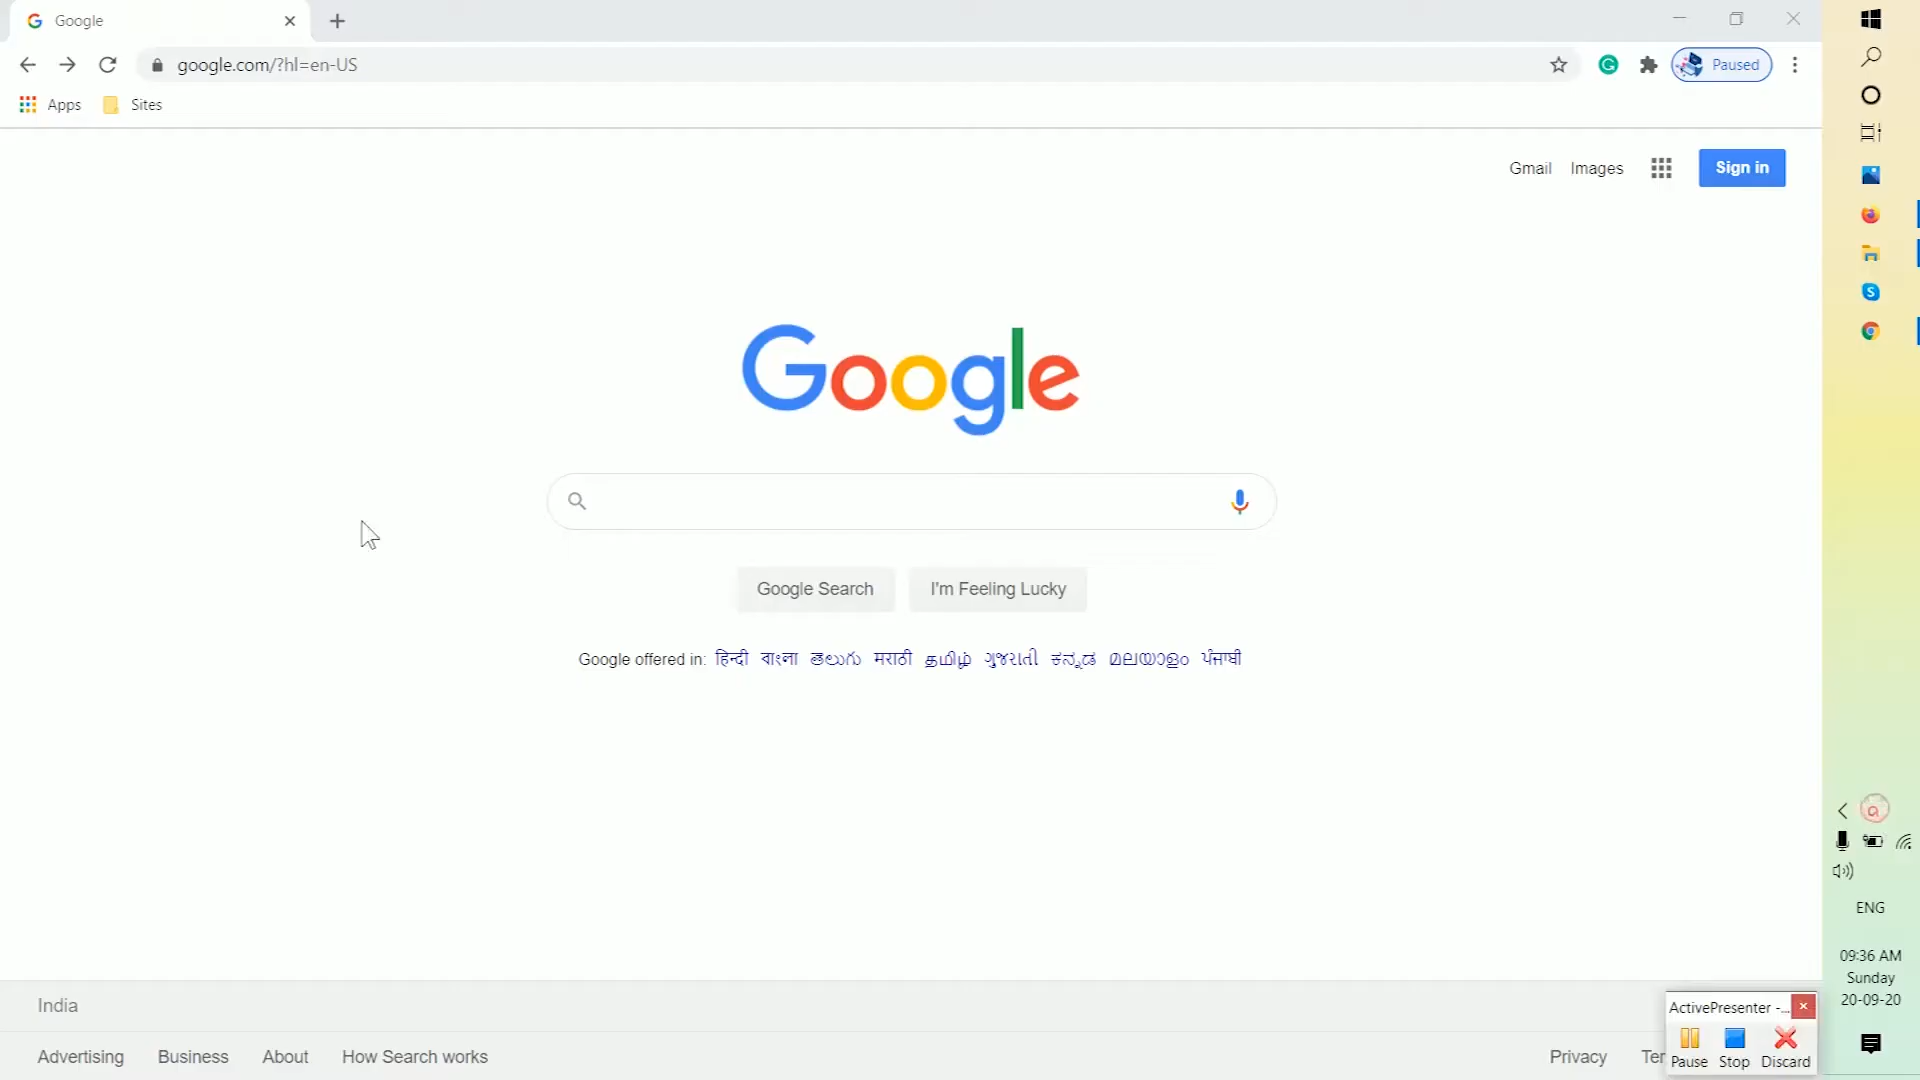 Google
google.com/?hl=en-US
Paused
Apps Sites
Gmail Images Sign in
Google
Google Search I'm Feeling Lucky
Google offered in: हिन्दी বাংলা తెలుగు मराठी தமிழ் ગુજરાતી ಕನ್ನಡ മലയാളം ਪੰਜਾਬੀ
India
Advertising Business About How Search works
Privacy Ter
ActivePresenter -...
Pause Stop Discard
ENG
09:36 AM
Sunday
20-09-20